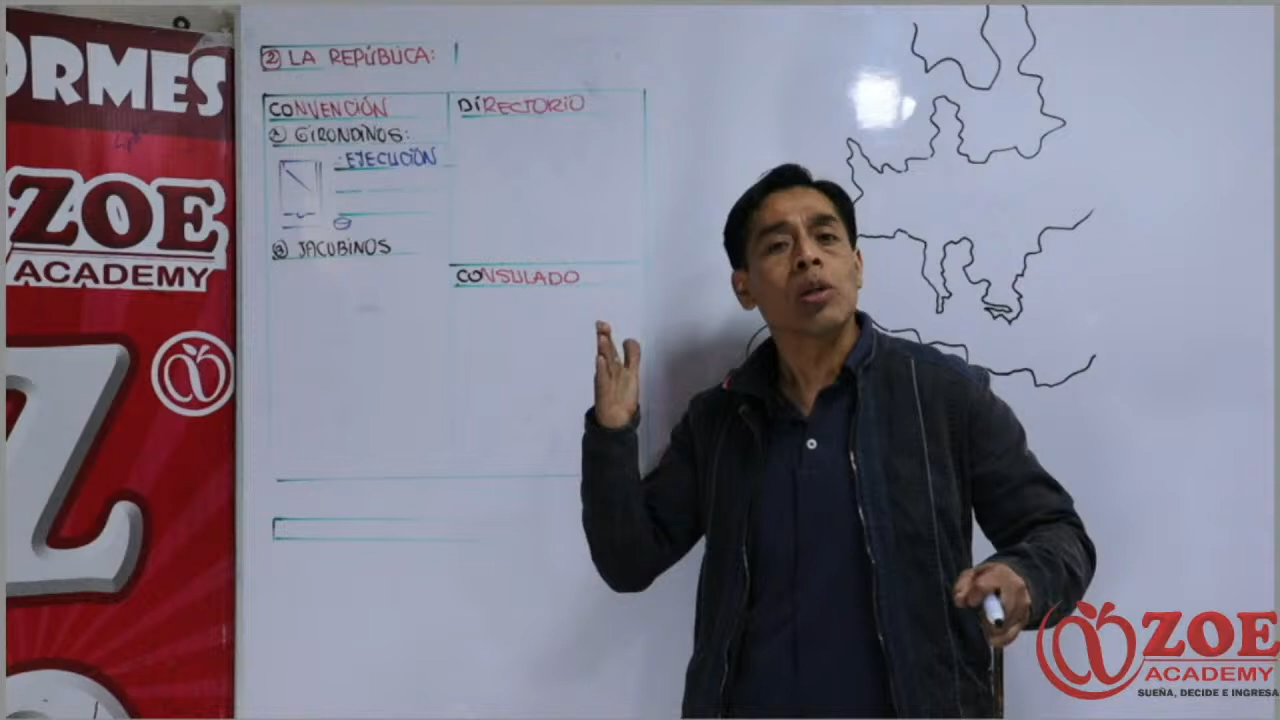 ORMES
ZOE
ACADEMY
Z
② LA REPÚBLICA:
CONVENCIÓN
① GIRONDINOS:
:EJECUCIÓN
② JACOBINOS
DIRECTORIO
CONSULADO
ZOE
ACADEMY
SUEÑA, DECIDE E INGRESA